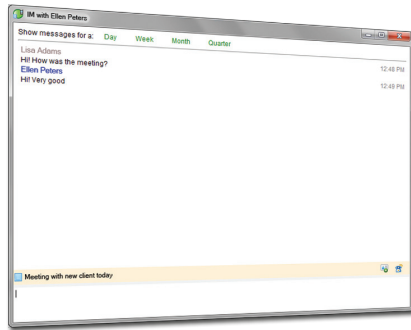 IM with Ellen Peters
Show messages for a: Day Week Month Quarter
Lisa Adams
Hi! How was the meeting? 12:48 PM
Ellen Peters
Hi! Very good 12:49 PM
Meeting with new client today